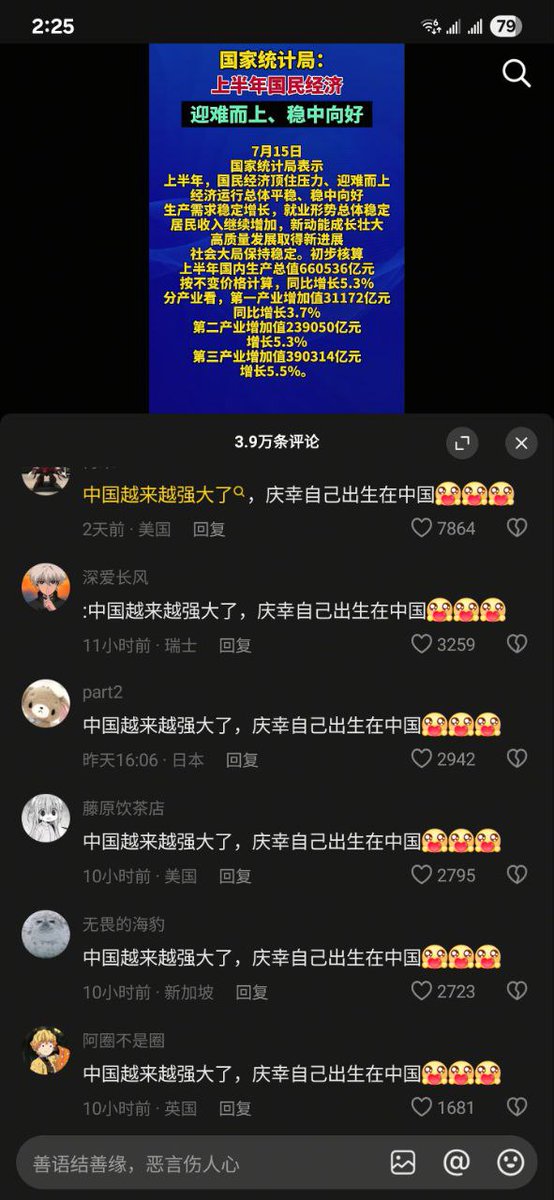 2:25
79
国家统计局：
上半年国民经济
迎难而上、稳中向好
7月15日
国家统计局表示
上半年，国民经济顶住压力、迎难而上
经济运行总体平稳、稳中向好
生产需求稳定增长，就业形势总体稳定
居民收入继续增加，新动能成长壮大
高质量发展取得新进展
社会大局保持稳定。初步核算
上半年国内生产总值660536亿元
按不变价格计算，同比增长5.3%
分产业看，第一产业增加值31172亿元
同比增长3.7%
第二产业增加值239050亿元
增长5.3%
第三产业增加值390314亿元
增长5.5%。
3.9万条评论
中国越来越强大了，庆幸自己出生在中国
2天前 · 美国 回复 7864
深爱长风
:中国越来越强大了，庆幸自己出生在中国
11小时前 · 瑞士 回复 3259
part2
中国越来越强大了，庆幸自己出生在中国
昨天16:06 · 日本 回复 2942
藤原饮茶店
中国越来越强大了，庆幸自己出生在中国
10小时前 · 美国 回复 2795
无畏的海豹
中国越来越强大了，庆幸自己出生在中国
10小时前 · 新加坡 回复 2723
阿圈不是圈
中国越来越强大了，庆幸自己出生在中国
10小时前 · 英国 回复 1681
善语结善缘，恶言伤人心